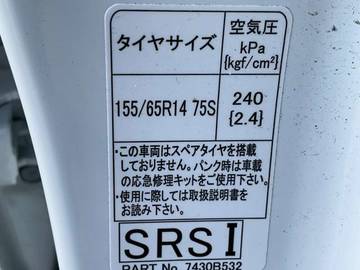 タイヤサイズ
空気圧
kPa
{kgf/cm²}
155/65R14 75S
240
{2.4}
・この車両はスペアタイヤを搭載
しておりません。パンク時は車載
の応急修理キットをご使用下さい。
・使用に際しては取扱説明書を
お読み下さい。
SRS I
PART No. 7430B532